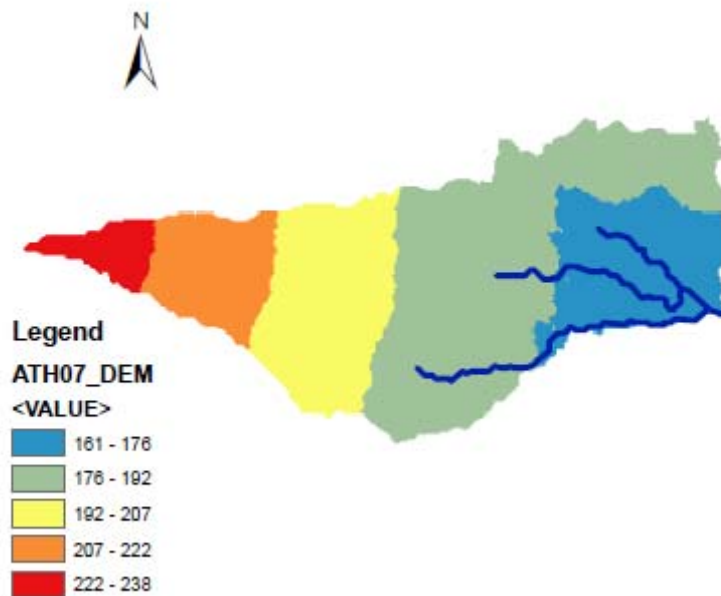 N
Legend
ATH07_DEM
<VALUE>
161 - 176
176 - 192
192 - 207
207 - 222
222 - 238